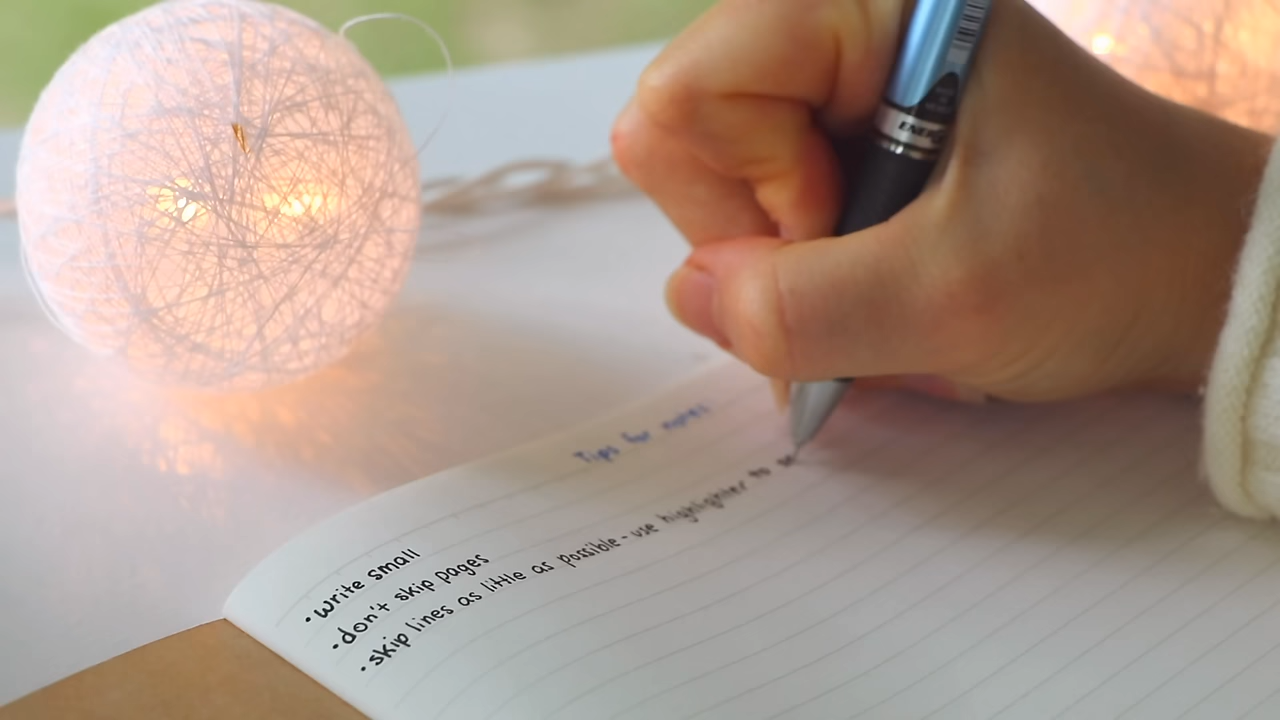 Tips for notes
• write small
• don't skip pages
• skip lines as little as possible - use highlighter to